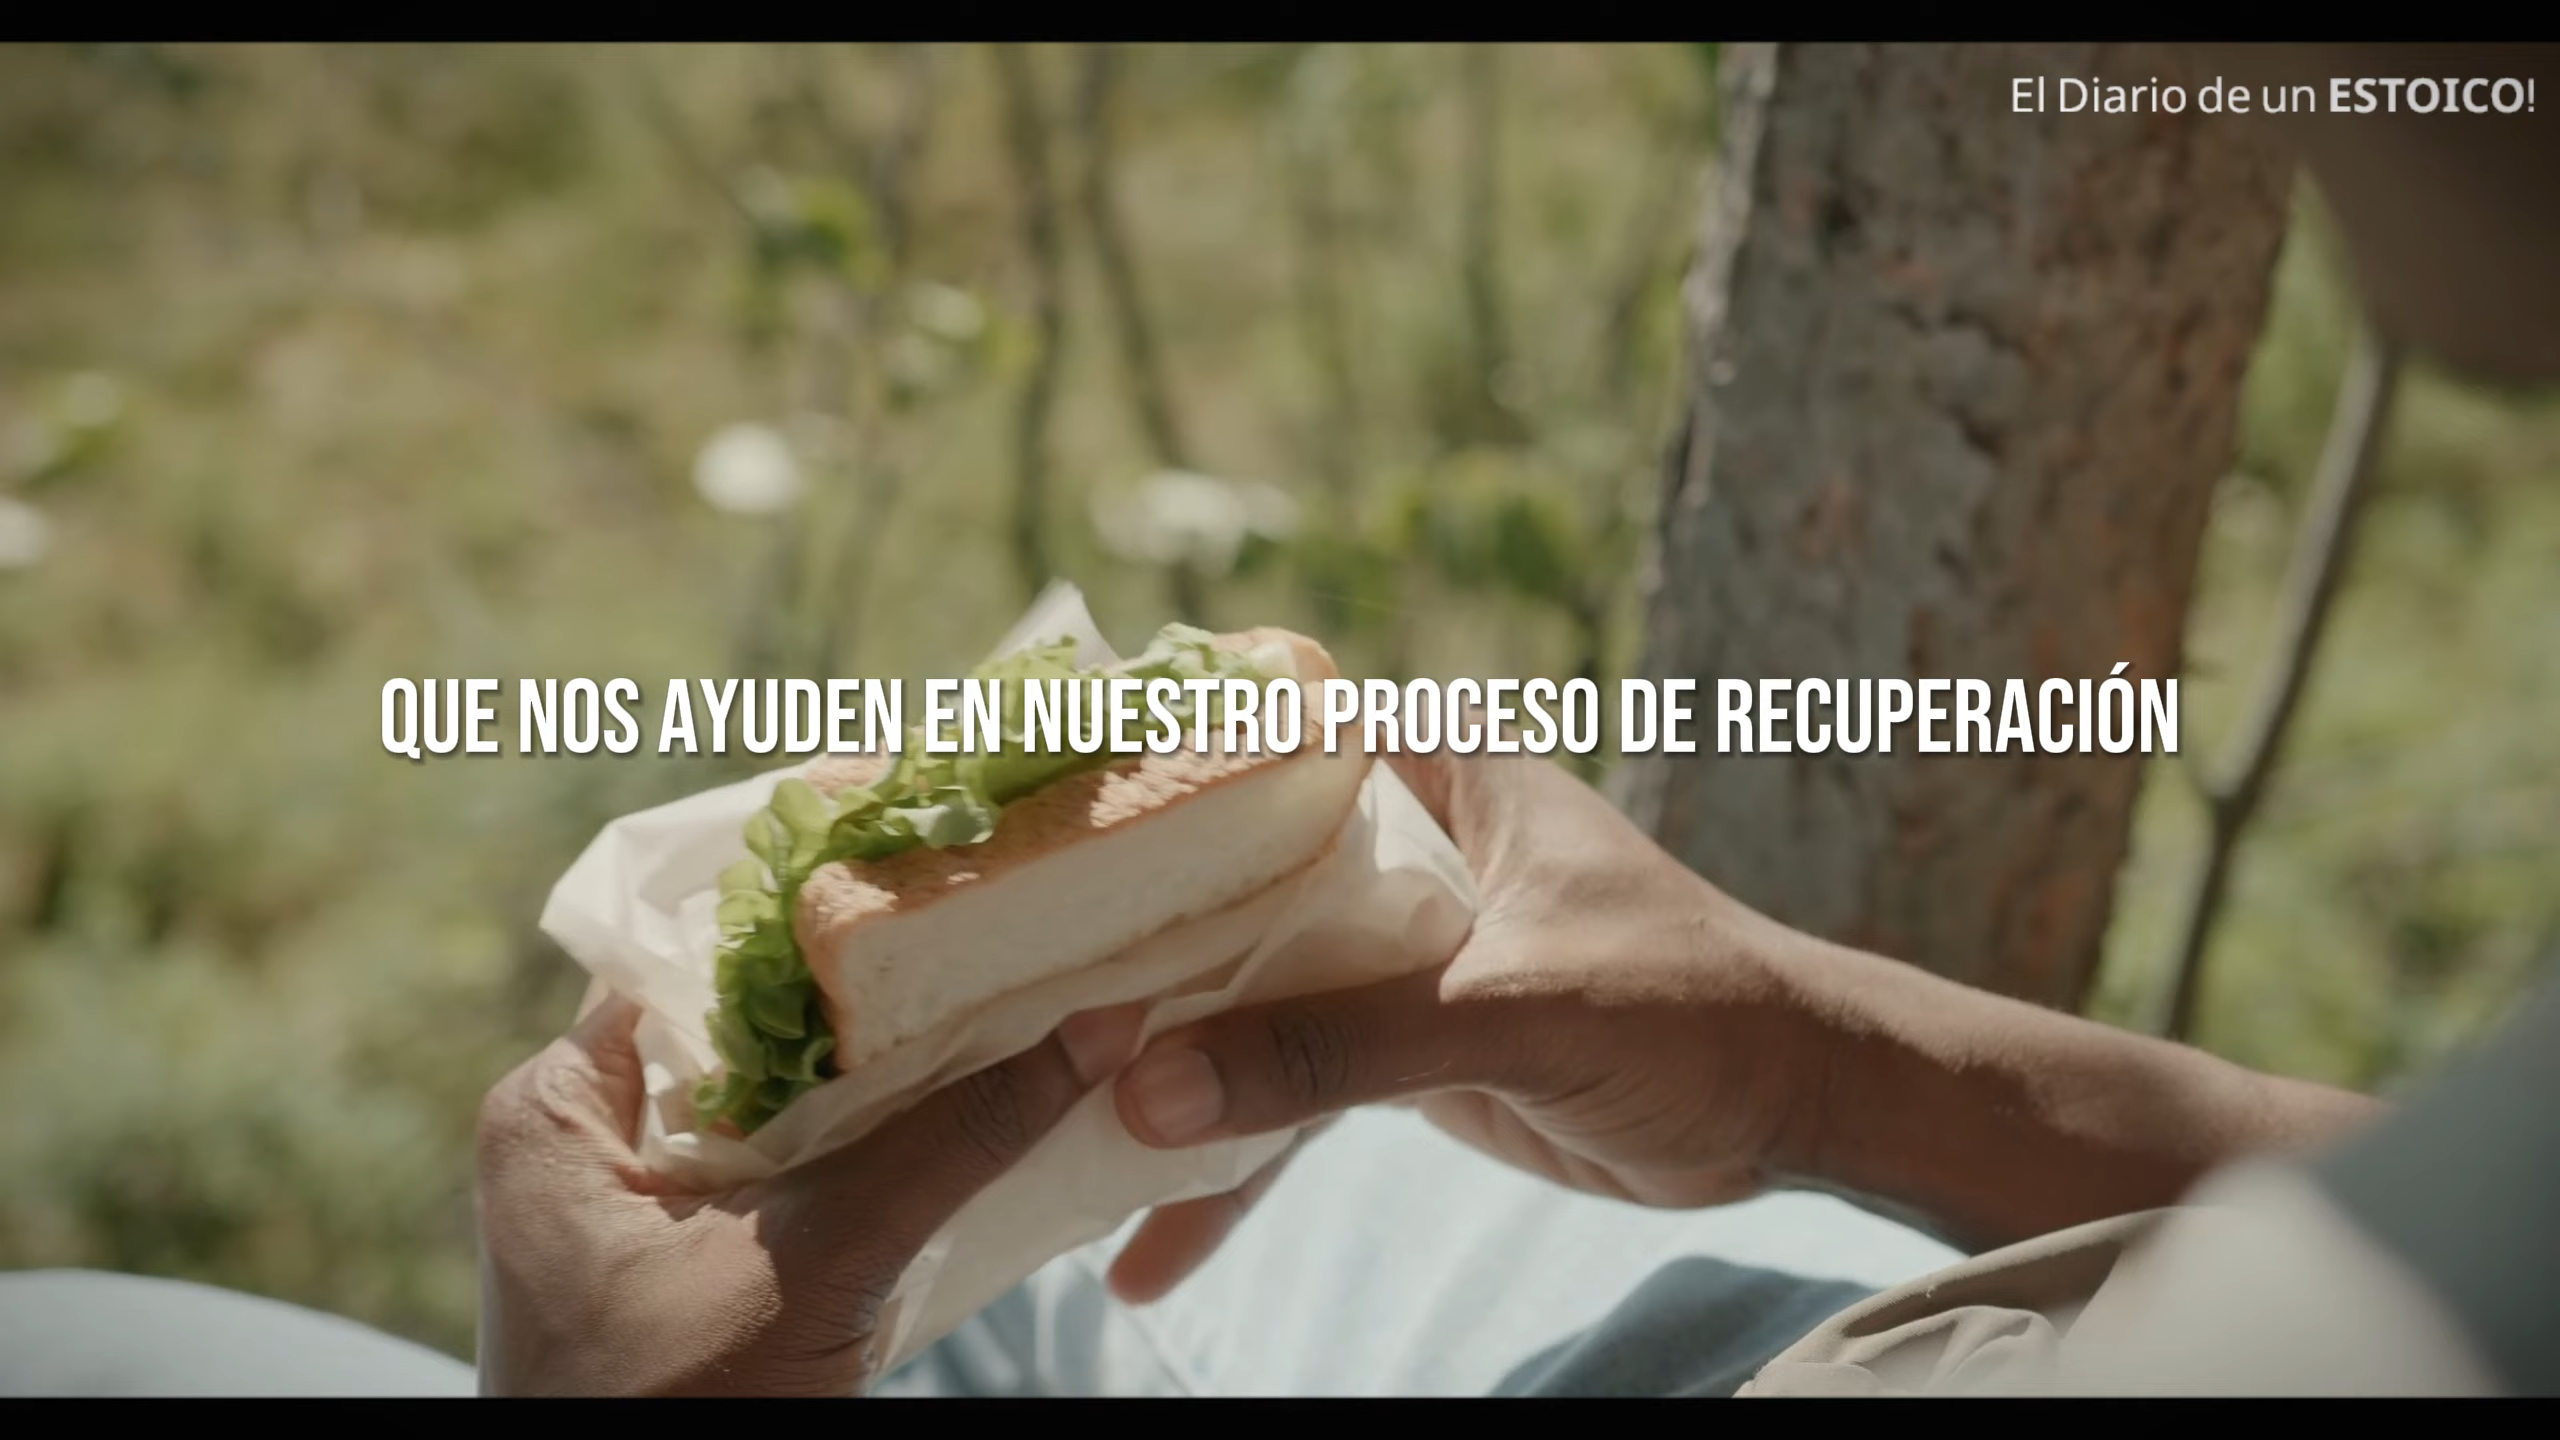 El Diario de un ESTOICO!
QUE NOS AYUDEN EN NUESTRO PROCESO DE RECUPERACIÓN